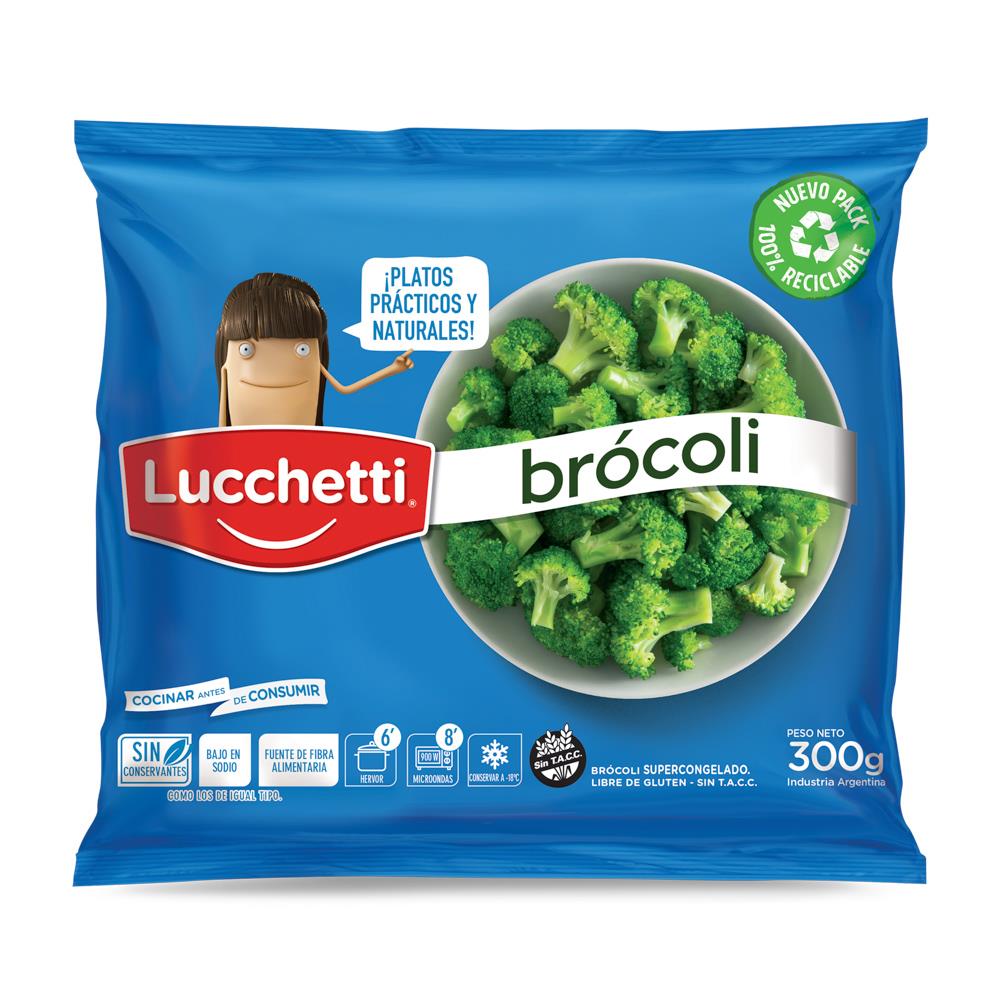 NUEVO PACK
100% RECICLABLE
¡PLATOS
PRÁCTICOS Y
NATURALES!
Lucchetti®
brócoli
COCINAR ANTES DE CONSUMIR
SIN
CONSERVANTES
BAJO EN
SODIO
FUENTE DE FIBRA
ALIMENTARIA
COMO LOS DE IGUAL TIPO.
6'
HERVOR
8'
900 W
MICROONDAS
CONSERVAR A -18°C
Sin T.A.C.C.
BRÓCOLI SUPERCONGELADO.
LIBRE DE GLUTEN - SIN T.A.C.C.
PESO NETO
300g
Industria Argentina